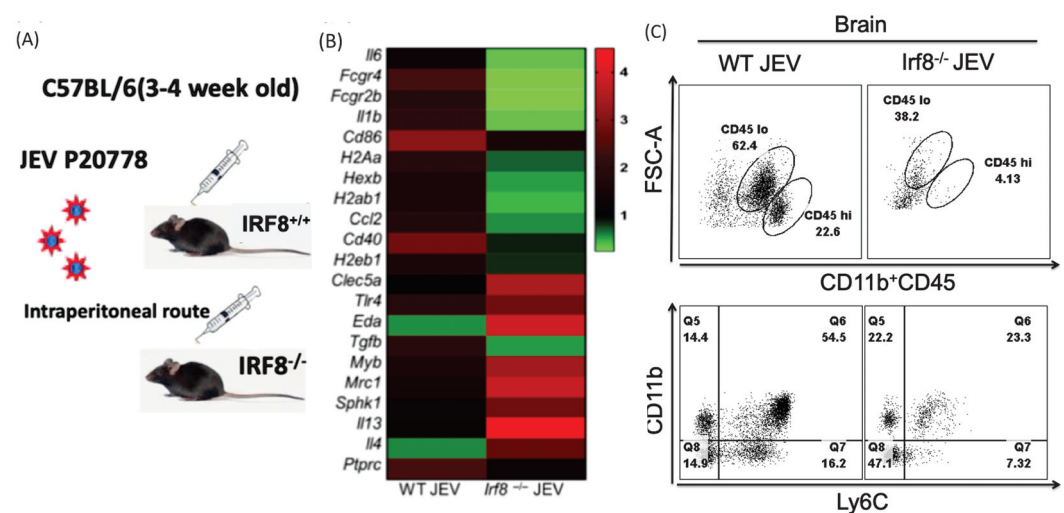 (A)
C57BL/6(3-4 week old)
JEV P20778
IRF8+/+
Intraperitoneal route
IRF8-/-
(B)
Il6
Fcgr4
Fcgr2b
Il1b
Cd86
H2Aa
Hexb
H2ab1
Ccl2
Cd40
H2eb1
Clec5a
Tlr4
Eda
Tgfb
Myb
Mrc1
Sphk1
Il13
Il4
Ptprc
WT JEV
Irf8 -/- JEV
4
3
2
1
(C)
Brain
WT JEV
Irf8-/- JEV
FSC-A
CD45 lo
62.4
CD45 hi
22.6
CD45 lo
38.2
CD45 hi
4.13
CD11b+CD45
CD11b
Q5
14.4
Q6
54.5
Q8
14.9
Q7
16.2
Q5
22.2
Q6
23.3
Q8
47.1
Q7
7.32
Ly6C